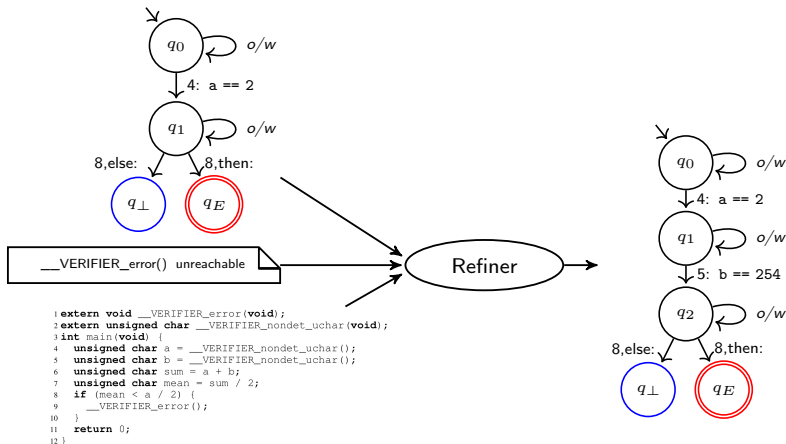 q0
o/w
4: a == 2
q1
o/w
8,else:
8,then:
q⊥
qE
__VERIFIER_error() unreachable
1 extern void __VERIFIER_error(void);
2 extern unsigned char __VERIFIER_nondet_uchar(void);
3 int main(void) {
4   unsigned char a = __VERIFIER_nondet_uchar();
5   unsigned char b = __VERIFIER_nondet_uchar();
6   unsigned char sum = a + b;
7   unsigned char mean = sum / 2;
8   if (mean < a / 2) {
9     __VERIFIER_error();
10   }
11   return 0;
12 }
Refiner
q0
o/w
4: a == 2
q1
o/w
5: b == 254
q2
o/w
8,else:
8,then:
q⊥
qE